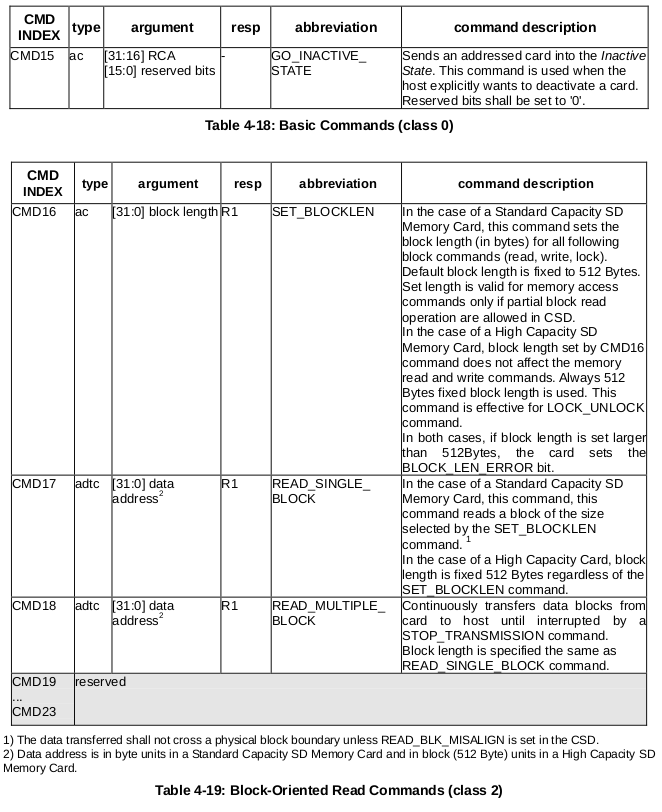 CMD INDEX type argument resp abbreviation command description
CMD15 ac [31:16] RCA - GO_INACTIVE_ Sends an addressed card into the Inactive
[15:0] reserved bits STATE State. This command is used when the
host explicitly wants to deactivate a card.
Reserved bits shall be set to '0'.
Table 4-18: Basic Commands (class 0)
CMD INDEX type argument resp abbreviation command description
CMD16 ac [31:0] block length R1 SET_BLOCKLEN In the case of a Standard Capacity SD
Memory Card, this command sets the
block length (in bytes) for all following
block commands (read, write, lock).
Default block length is fixed to 512 Bytes.
Set length is valid for memory access
commands only if partial block read
operation are allowed in CSD.
In the case of a High Capacity SD
Memory Card, block length set by CMD16
command does not affect the memory
read and write commands. Always 512
Bytes fixed block length is used. This
command is effective for LOCK_UNLOCK
command.
In both cases, if block length is set larger
than 512Bytes, the card sets the
BLOCK_LEN_ERROR bit.
CMD17 adtc [31:0] data R1 READ_SINGLE_ In the case of a Standard Capacity SD
address2 BLOCK Memory Card, this command, this
command reads a block of the size
selected by the SET_BLOCKLEN
command. 1
In the case of a High Capacity Card, block
length is fixed 512 Bytes regardless of the
SET_BLOCKLEN command.
CMD18 adtc [31:0] data R1 READ_MULTIPLE_ Continuously transfers data blocks from
address2 BLOCK card to host until interrupted by a
STOP_TRANSMISSION command.
Block length is specified the same as
READ_SINGLE_BLOCK command.
CMD19 reserved
...
CMD23
1) The data transferred shall not cross a physical block boundary unless READ_BLK_MISALIGN is set in the CSD.
2) Data address is in byte units in a Standard Capacity SD Memory Card and in block (512 Byte) units in a High Capacity SD
Memory Card.
Table 4-19: Block-Oriented Read Commands (class 2)